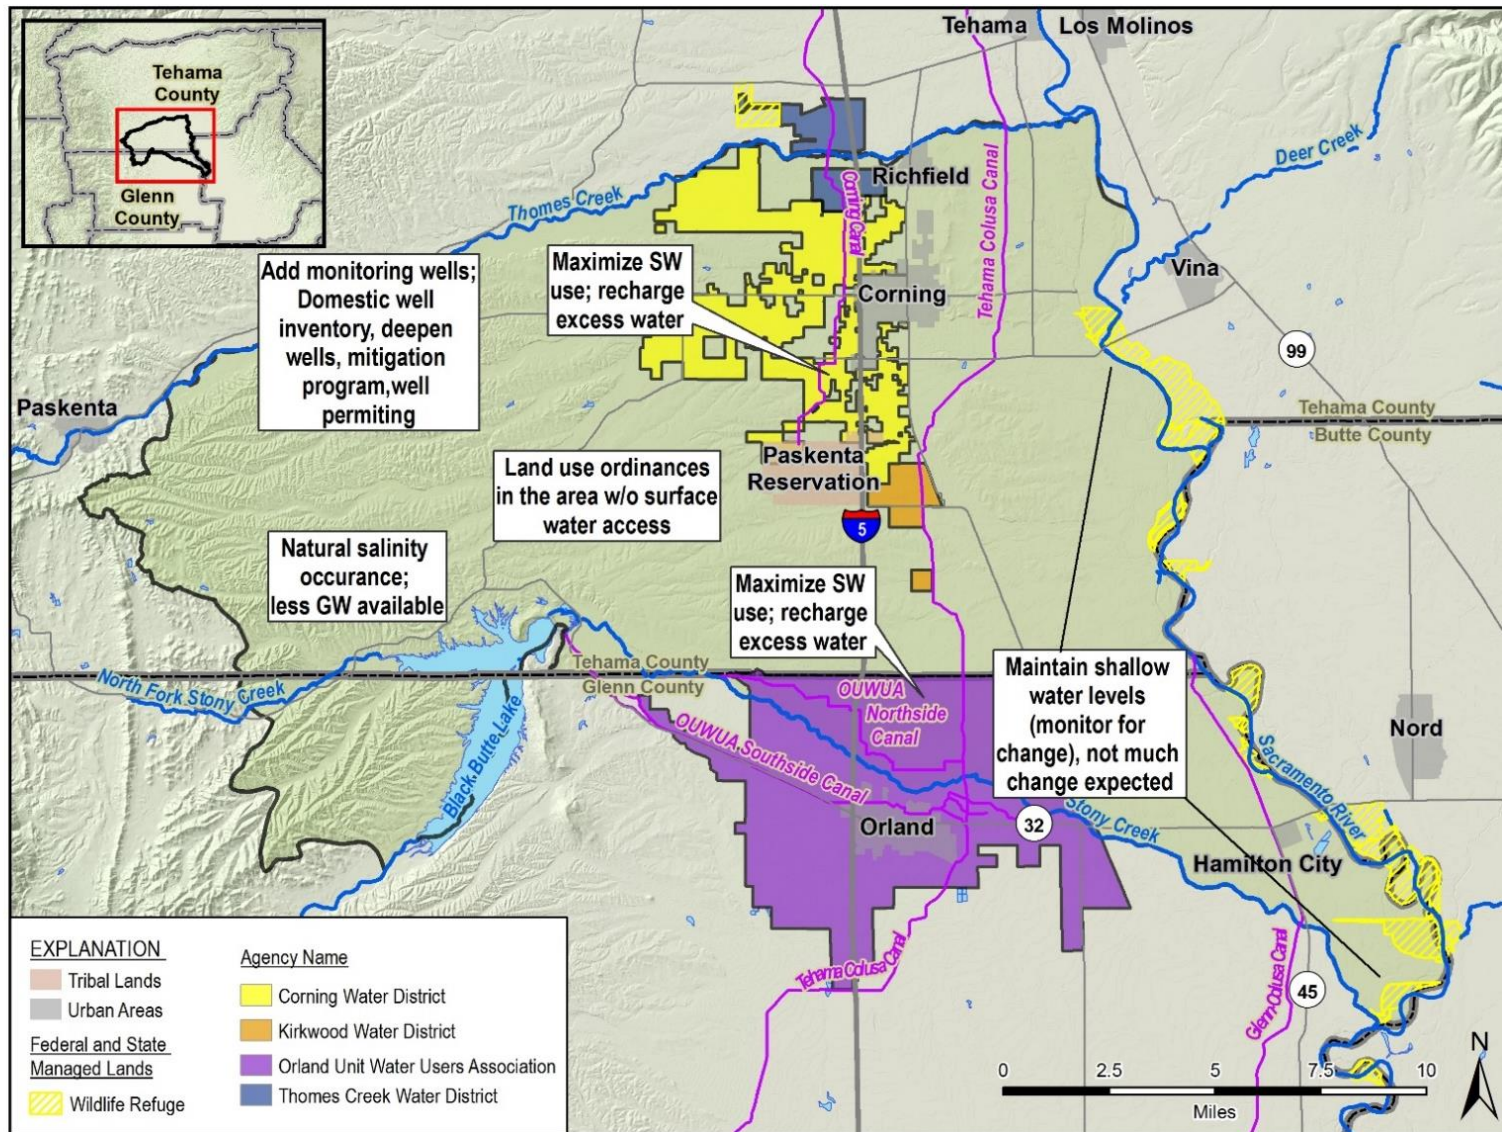 Tehama
County
Glenn
County
Tehama
Los Molinos
Deer Creek
Thomes Creek
Richfield
Corning Canal
Tehama Colusa Canal
Vina
Corning
99
Add monitoring wells;
Domestic well
inventory, deepen
wells, mitigation
program,well
permiting
Maximize SW
use; recharge
excess water
Paskenta
Tehama County
Butte County
Paskenta
Reservation
Land use ordinances
in the area w/o surface
water access
5
Natural salinity
occurance;
less GW available
Maximize SW
use; recharge
excess water
Tehama County
Glenn County
North Fork Stony Creek
Black Butte Lake
OUWUA
Northside
Canal
OUWUA Southside Canal
Maintain shallow
water levels
(monitor for
change), not much
change expected
Nord
Sacramento River
Orland
32
Stony Creek
Hamilton City
Tehama Colusa Canal
Glenn Colusa Canal
45
EXPLANATION
Tribal Lands
Urban Areas
Federal and State
Managed Lands
Wildlife Refuge
Agency Name
Corning Water District
Kirkwood Water District
Orland Unit Water Users Association
Thomes Creek Water District
N
0 2.5 5 7.5 10
Miles